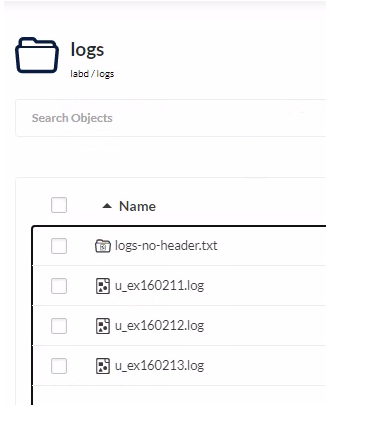 logs
labd / logs
Search Objects
Name
logs-no-header.txt
u_ex160211.log
u_ex160212.log
u_ex160213.log